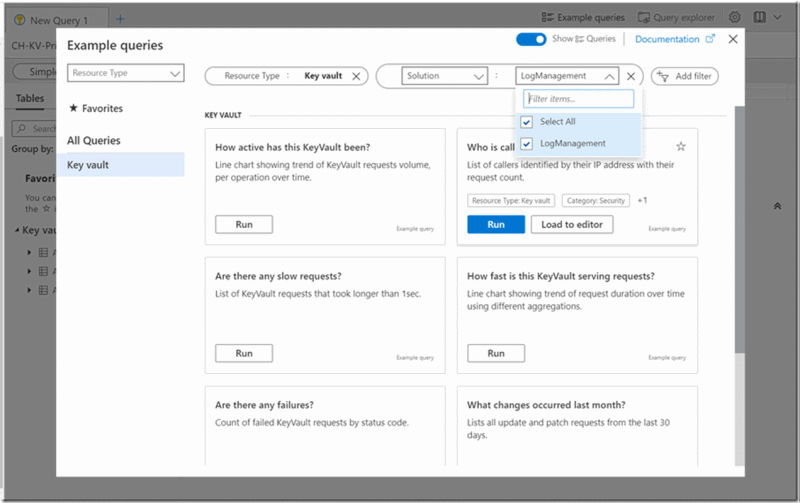 New Query 1
Example queries
Query explorer
CH-KV-Pri
Simple
Tables
Search
Group by:
Favor
You can
the
in
Key vau
A
A
A
Example queries
Show
Queries
Documentation
Resource Type
Resource Type :
Key vault
Solution
:
LogManagement
Add filter
Filter items...
Select All
LogManagement
Favorites
All Queries
Key vault
KEY VAULT
How active has this KeyVault been?
Line chart showing trend of KeyVault requests volume,
per operation over time.
Run
Example query
Who is call
List of callers identified by their IP address with their
request count.
Resource Type: Key vault
Category: Security
+1
Run
Load to editor
Example query
Are there any slow requests?
List of KeyVault requests that took longer than 1sec.
Run
Example query
How fast is this KeyVault serving requests?
Line chart showing trend of request duration over time
using different aggregations.
Run
Example query
Are there any failures?
Count of failed KeyVault requests by status code.
What changes occurred last month?
Lists all update and patch requests from the last 30
days.